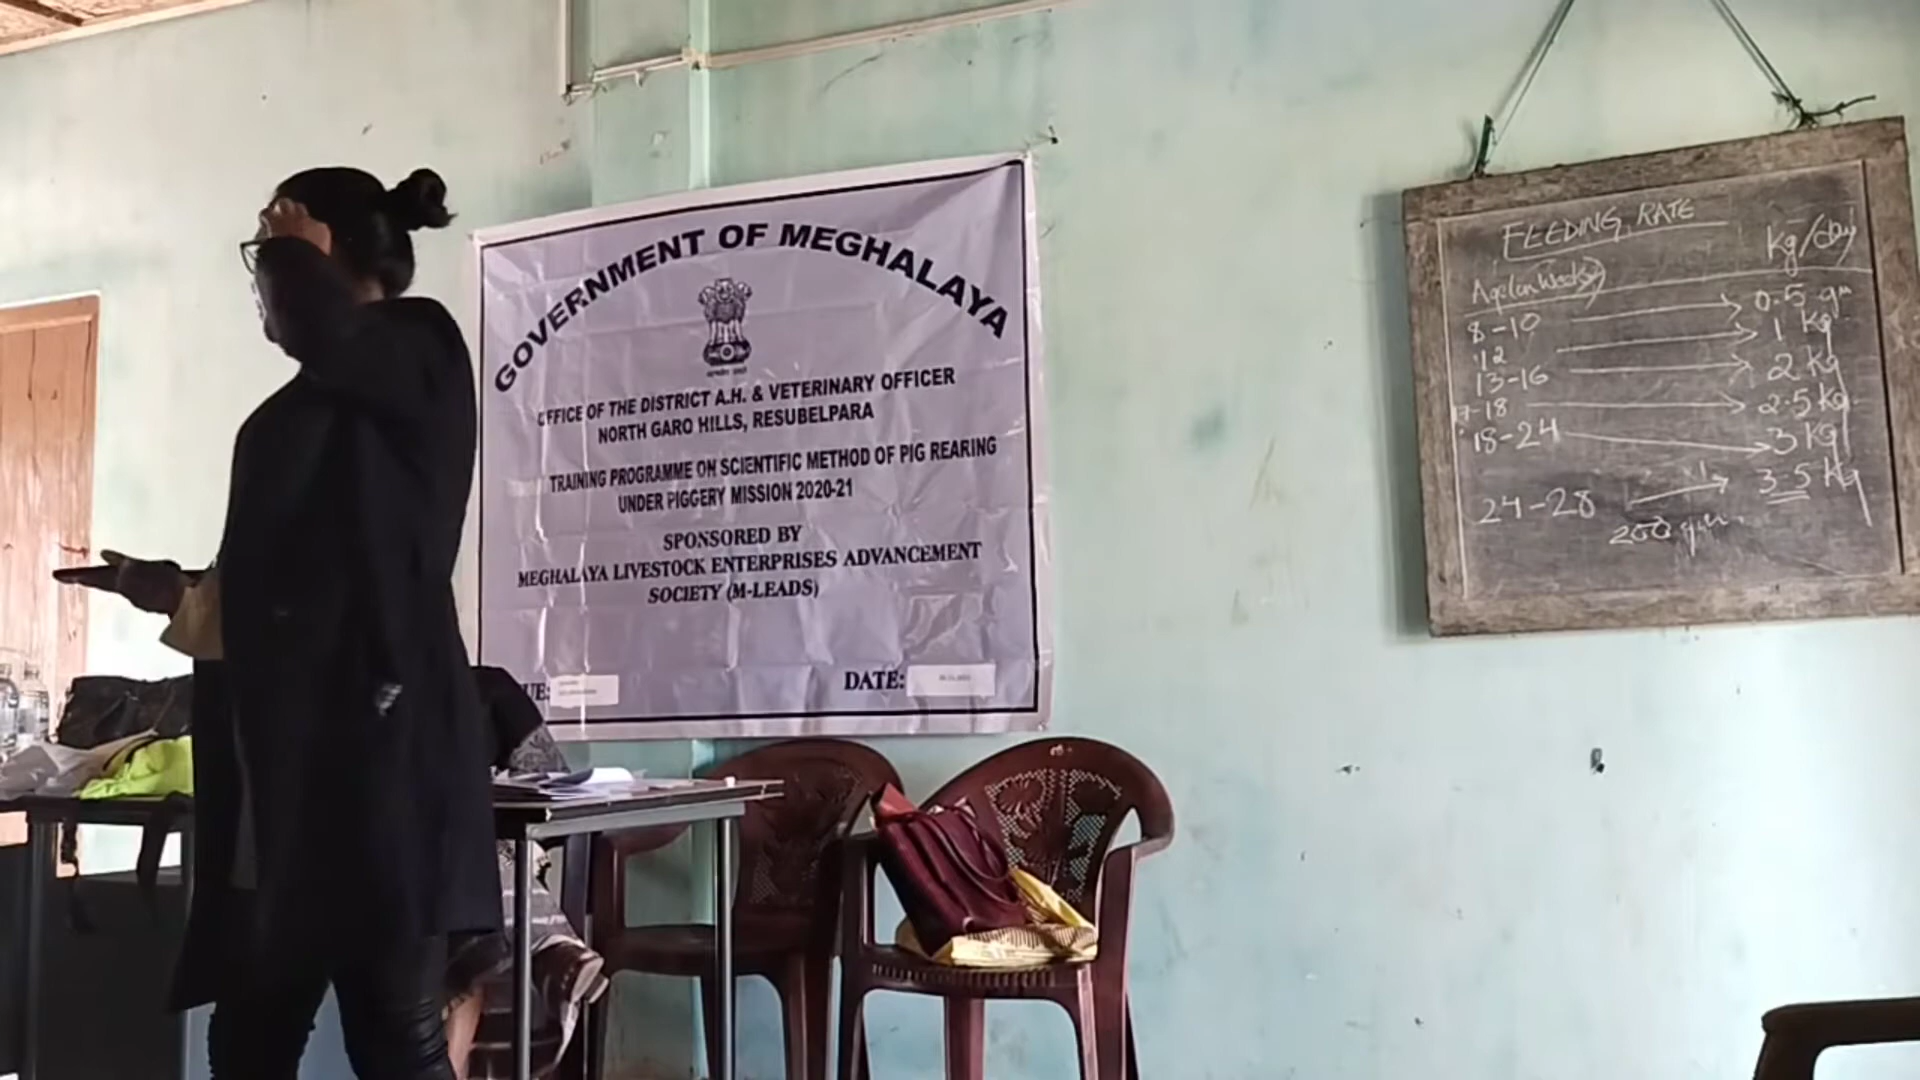 GOVERNMENT OF MEGHALAYA
OFFICE OF THE DISTRICT A.H. & VETERINARY OFFICER
NORTH GARO HILLS, RESUBELPARA
TRAINING PROGRAMME ON SCIENTIFIC METHOD OF PIG REARING
UNDER PIGGERY MISSION 2020-21
SPONSORED BY
MEGHALAYA LIVESTOCK ENTERPRISES ADVANCEMENT
SOCIETY (M-LEADS)
UE:
DATE:
FEEDING RATE
Age (in Weeks) Kg/day
8-10 0.5 gm
12 1 Kg
13-16 2 Kg
17-18 2.5 Kg
18-24 3 Kg
24-28 3.5 Kg
200 gm.